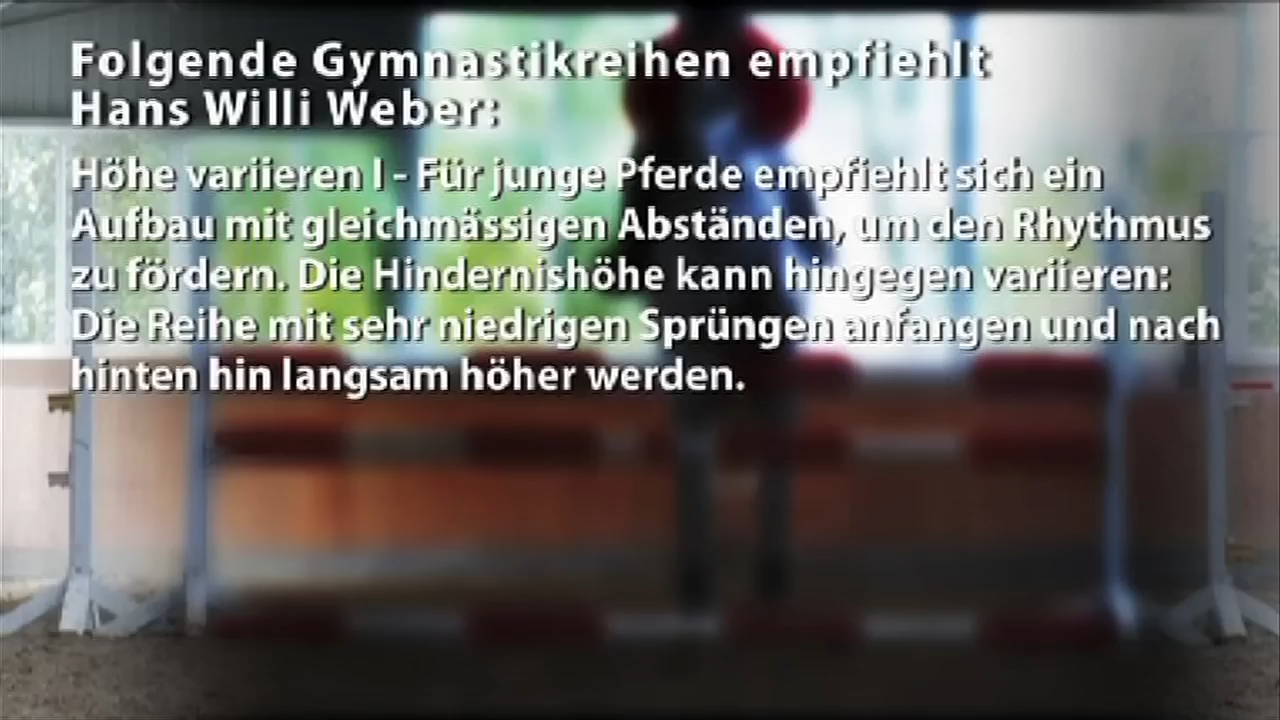 Folgende Gymnastikreihen empfiehlt
Hans Willi Weber:
Höhe variieren I - Für junge Pferde empfiehlt sich ein
Aufbau mit gleichmässigen Abständen, um den Rhythmus
zu fördern. Die Hindernishöhe kann hingegen variieren:
Die Reihe mit sehr niedrigen Sprüngen anfangen und nach
hinten hin langsam höher werden.